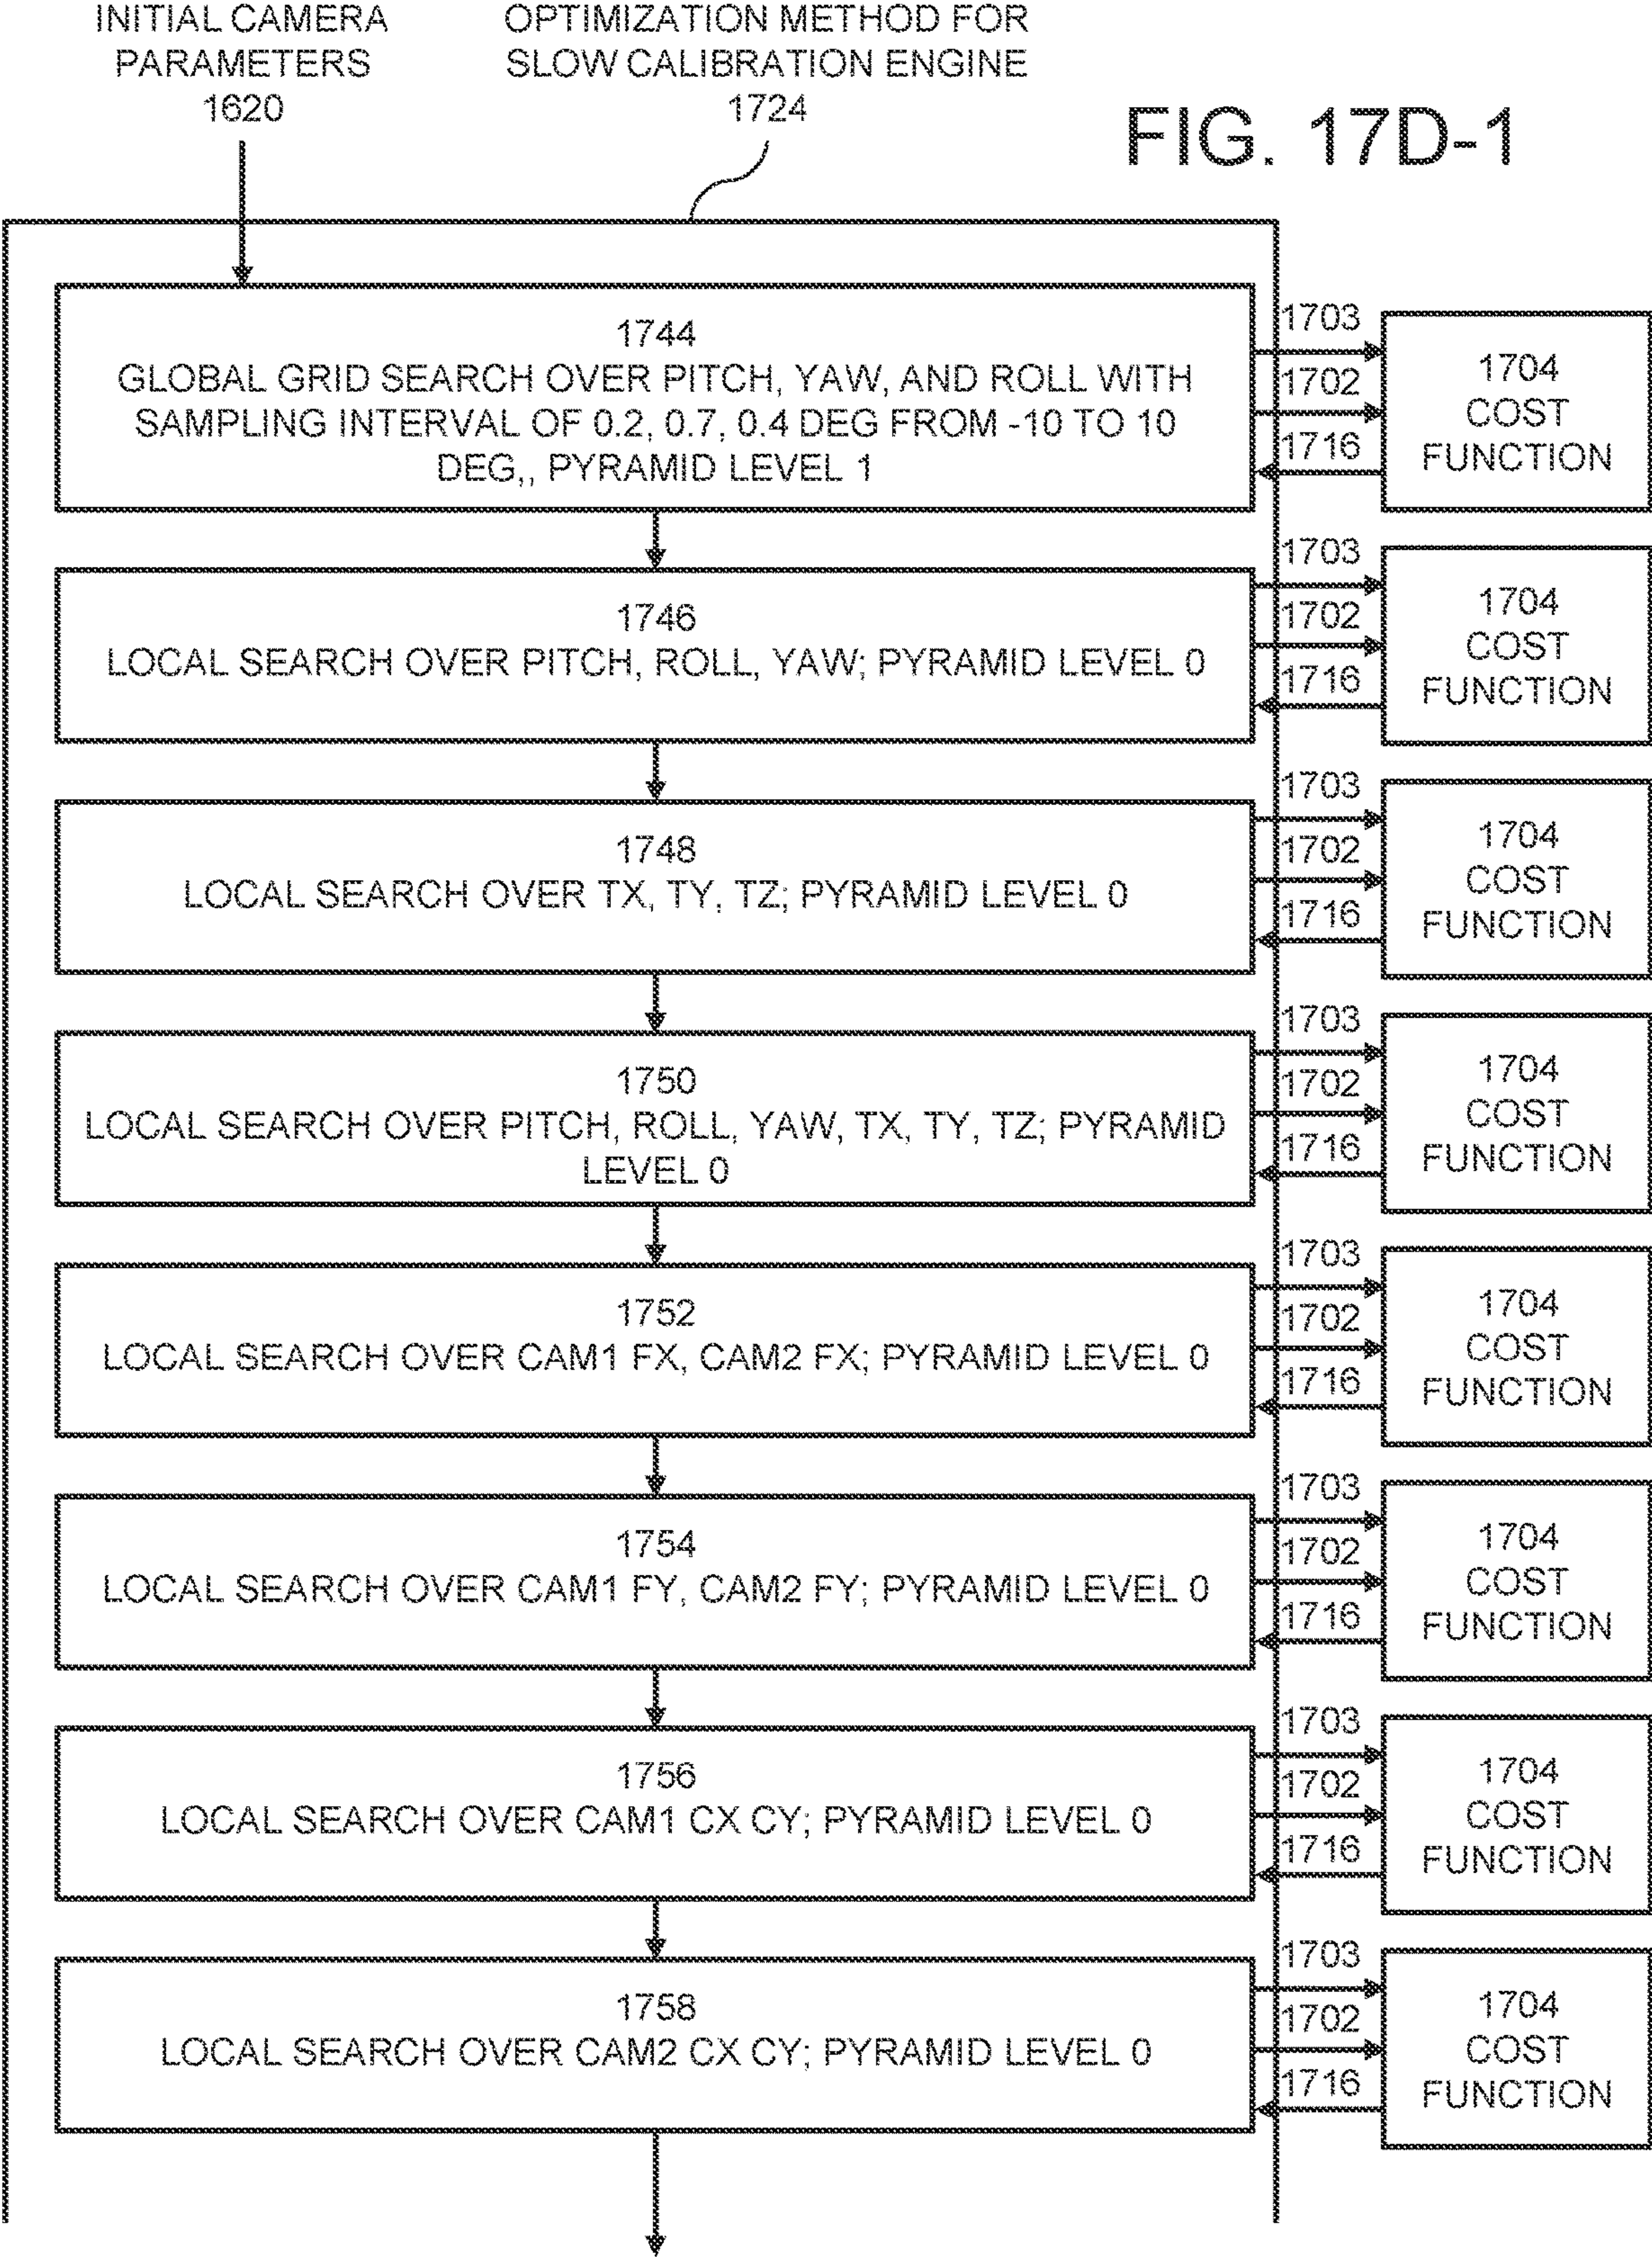 INITIAL CAMERA
PARAMETERS
1620
OPTIMIZATION METHOD FOR
SLOW CALIBRATION ENGINE
1724
FIG. 17D-1
1744
GLOBAL GRID SEARCH OVER PITCH, YAW, AND ROLL WITH
SAMPLING INTERVAL OF 0.2, 0.7, 0.4 DEG FROM -10 TO 10
DEG,, PYRAMID LEVEL 1
1703
1702
1716
1704
COST
FUNCTION
1746
LOCAL SEARCH OVER PITCH, ROLL, YAW; PYRAMID LEVEL 0
1703
1702
1716
1704
COST
FUNCTION
1748
LOCAL SEARCH OVER TX, TY, TZ; PYRAMID LEVEL 0
1703
1702
1716
1704
COST
FUNCTION
1750
LOCAL SEARCH OVER PITCH, ROLL, YAW, TX, TY, TZ; PYRAMID
LEVEL 0
1703
1702
1716
1704
COST
FUNCTION
1752
LOCAL SEARCH OVER CAM1 FX, CAM2 FX; PYRAMID LEVEL 0
1703
1702
1716
1704
COST
FUNCTION
1754
LOCAL SEARCH OVER CAM1 FY, CAM2 FY; PYRAMID LEVEL 0
1703
1702
1716
1704
COST
FUNCTION
1756
LOCAL SEARCH OVER CAM1 CX CY; PYRAMID LEVEL 0
1703
1702
1716
1704
COST
FUNCTION
1758
LOCAL SEARCH OVER CAM2 CX CY; PYRAMID LEVEL 0
1703
1702
1716
1704
COST
FUNCTION